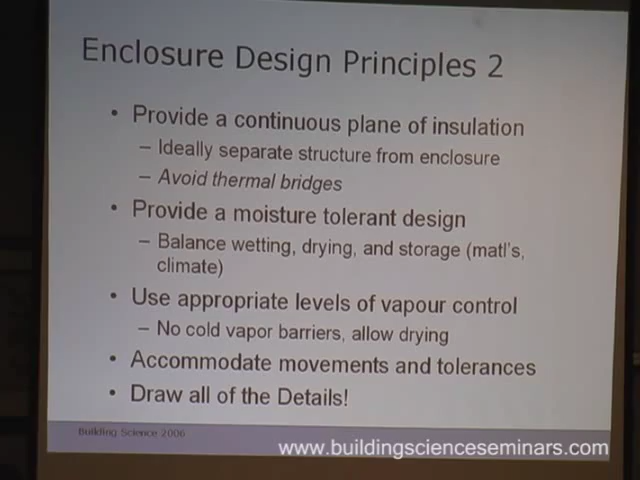 Enclosure Design Principles 2
• Provide a continuous plane of insulation
– Ideally separate structure from enclosure
– Avoid thermal bridges
• Provide a moisture tolerant design
– Balance wetting, drying, and storage (matl's,
climate)
• Use appropriate levels of vapour control
– No cold vapor barriers, allow drying
• Accommodate movements and tolerances
• Draw all of the Details!
Building Science 2006
www.buildingscienceseminars.com